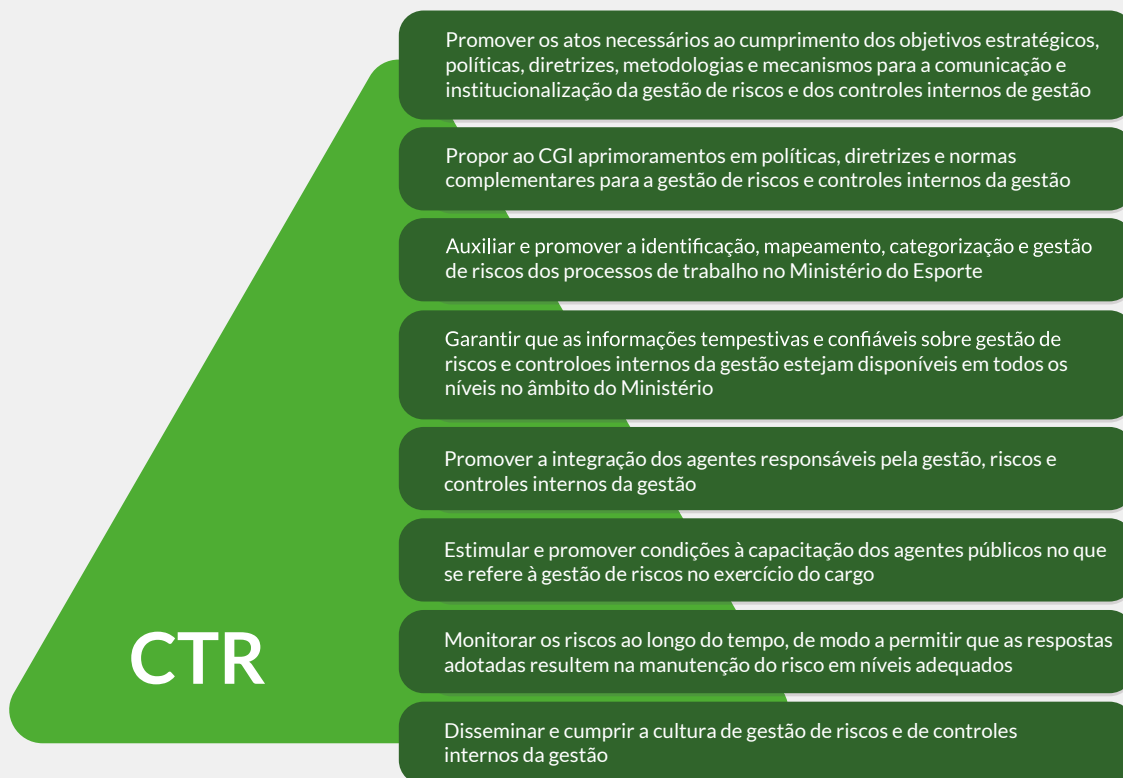 Promover os atos necessários ao cumprimento dos objetivos estratégicos,
políticas, diretrizes, metodologias e mecanismos para a comunicação e
institucionalização da gestão de riscos e dos controles internos de gestão
Propor ao CGI aprimoramentos em políticas, diretrizes e normas
complementares para a gestão de riscos e controles internos da gestão
Auxiliar e promover a identificação, mapeamento, categorização e gestão
de riscos dos processos de trabalho no Ministério do Esporte
Garantir que as informações tempestivas e confiáveis sobre gestão de
riscos e controloes internos da gestão estejam disponíveis em todos os
níveis no âmbito do Ministério
Promover a integração dos agentes responsáveis pela gestão, riscos e
controles internos da gestão
Estimular e promover condições à capacitação dos agentes públicos no que
se refere à gestão de riscos no exercício do cargo
CTR
Monitorar os riscos ao longo do tempo, de modo a permitir que as respostas
adotadas resultem na manutenção do risco em níveis adequados
Disseminar e cumprir a cultura de gestão de riscos e de controles
internos da gestão